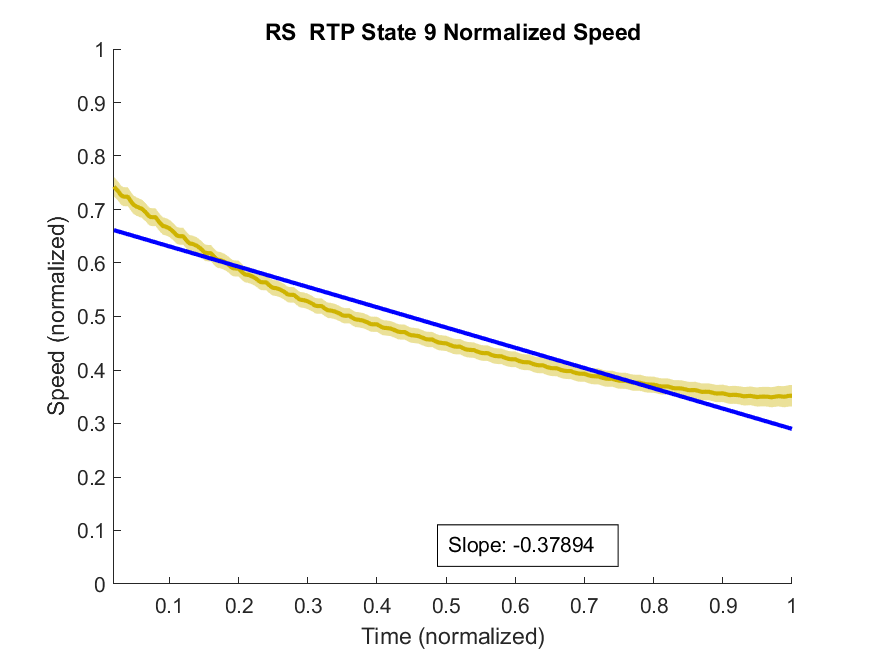 RS  RTP State 9 Normalized Speed
1
0.9
0.8
0.7
0.6
0.5
0.4
0.3
0.2
0.1
0
Speed (normalized)
Slope: -0.37894
0.1 0.2 0.3 0.4 0.5 0.6 0.7 0.8 0.9 1
Time (normalized)